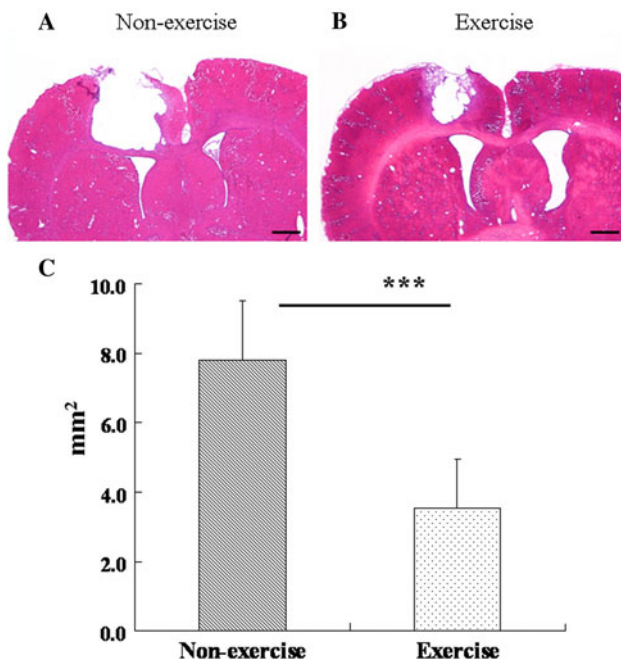 A Non-exercise
B Exercise
C
***
mm²
10.0
8.0
6.0
4.0
2.0
0.0
Non-exercise Exercise